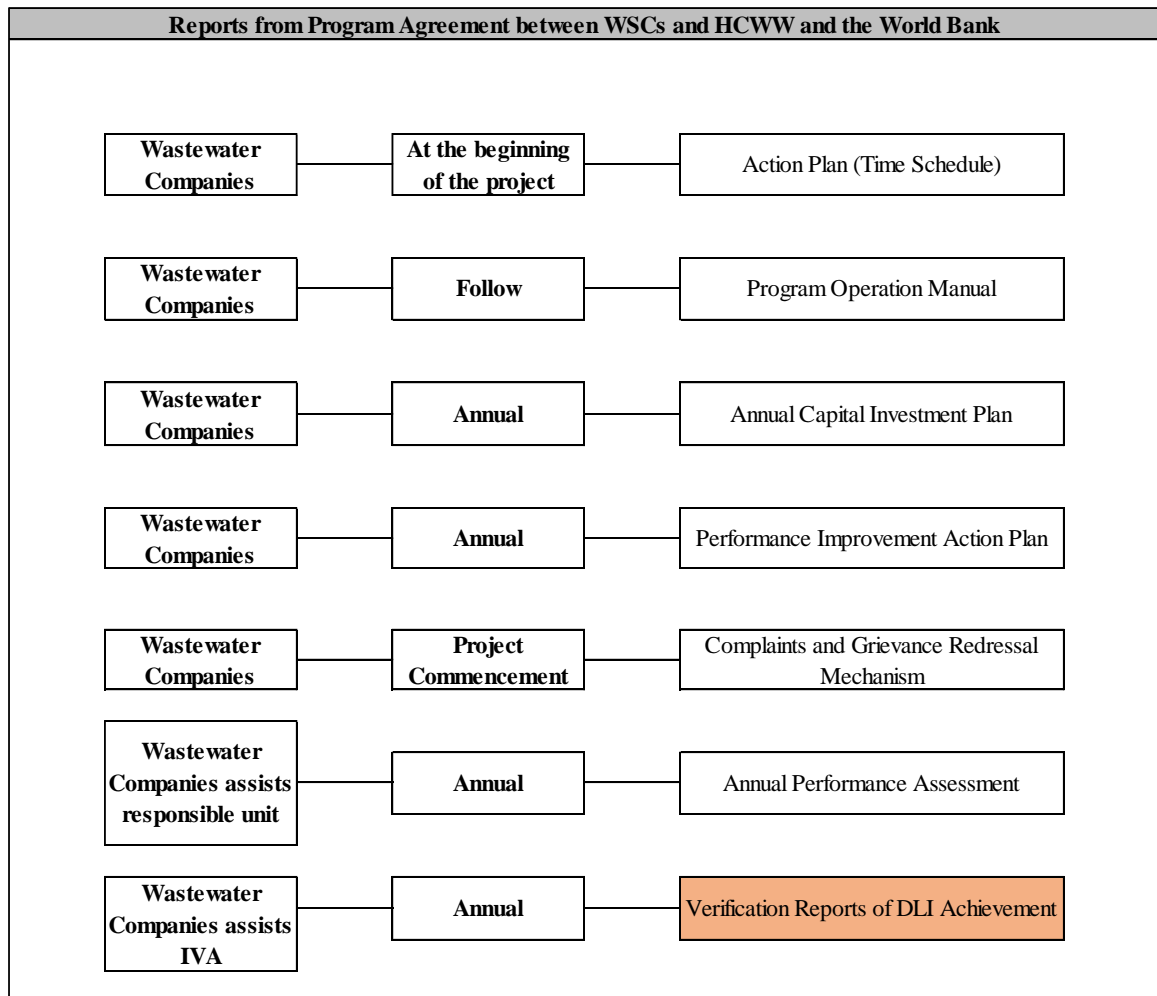 Reports from Program Agreement between WSCs and HCWW and the World Bank
Wastewater
Companies
At the beginning
of the project
Action Plan (Time Schedule)
Wastewater
Companies
Follow
Program Operation Manual
Wastewater
Companies
Annual
Annual Capital Investment Plan
Wastewater
Companies
Annual
Performance Improvement Action Plan
Wastewater
Companies
Project
Commencement
Complaints and Grievance Redressal
Mechanism
Wastewater
Companies assists
responsible unit
Annual
Annual Performance Assessment
Wastewater
Companies assists
IVA
Annual
Verification Reports of DLI Achievement